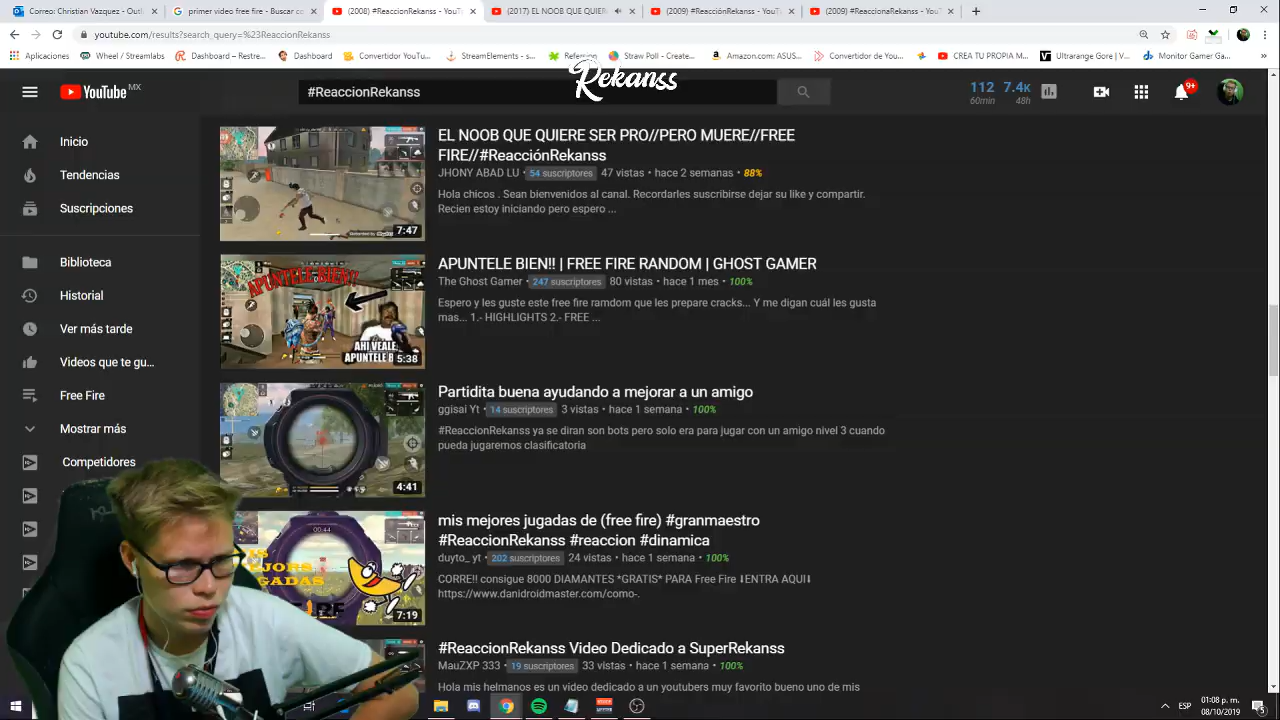 Correo: Christian Vazquez - Outl
primer video free fir - Buscar co
(2008) #ReaccionRekanss - YouT
(2017) EL NOOB QUE QUIER
(2009) #ReaccionRekanss - YouTu
(2009) #ReaccionRekanss - YouTu
youtube.com/results?search_query=%23ReaccionRekanss
Aplicaciones
Wheel / Streamlabs
Dashboard – Restre...
Dashboard
Convertidor YouTu...
StreamElements - ...
Refersion
Straw Poll - Create...
Amazon.com: ASUS...
Convertidor de You...
CREA TU PROPIA M...
Ultrarange Gore (V...
Monitor Gamer Ga...
Rekanss
YouTube MX
#ReaccionRekanss
112 7.4K
60min 48h
9+
Inicio
Tendencias
Suscripciones
Biblioteca
Historial
Ver más tarde
Videos que te gu...
Free Fire
Mostrar más
Competidores
EL NOOB QUE QUIERE SER PRO//PERO MUERE//FREE
FIRE//#ReacciónRekanss
JHONY ABAD LU • 54 suscriptores 47 vistas • hace 2 semanas • 88%
Hola chicos . Sean bienvenidos al canal. Recordarles suscribirse dejar su like y compartir.
Recien estoy iniciando pero espero ...
7:47
APUNTELE BIEN!!
AHI VEALE
APUNTELE B
5:38
APUNTELE BIEN!! | FREE FIRE RANDOM | GHOST GAMER
The Ghost Gamer • 247 suscriptores 80 vistas • hace 1 mes • 100%
Espero y les guste este free fire ramdom que les prepare cracks... Y me digan cuál les gusta
mas... 1.- HIGHLIGHTS 2.- FREE ...
Partidita buena ayudando a mejorar a un amigo
ggisai Yt • 14 suscriptores 3 vistas • hace 1 semana • 100%
#ReaccionRekanss ya se diran son bots pero solo era para jugar con un amigo nivel 3 cuando
pueda jugaremos clasificatoria
4:41
mis mejores jugadas de (free fire) #granmaestro
#ReaccionRekanss #reaccion #dinamica
duyto_ yt • 202 suscriptores 24 vistas • hace 1 semana • 100%
CORRE!! consigue 8000 DIAMANTES *GRATIS* PARA Free Fire ⬇ENTRA AQUI⬇
https://www.danidroidmaster.com/como-.
00:44
IS
EJORS
GADAS
7:19
#ReaccionRekanss Video Dedicado a SuperRekanss
MauZXP 333 • 19 suscriptores 33 vistas • hace 1 semana • 100%
Hola mis helmanos es un video dedicado a un youtubers muy favorito bueno uno de mis
ESP
01:08 p. m.
08/10/2019